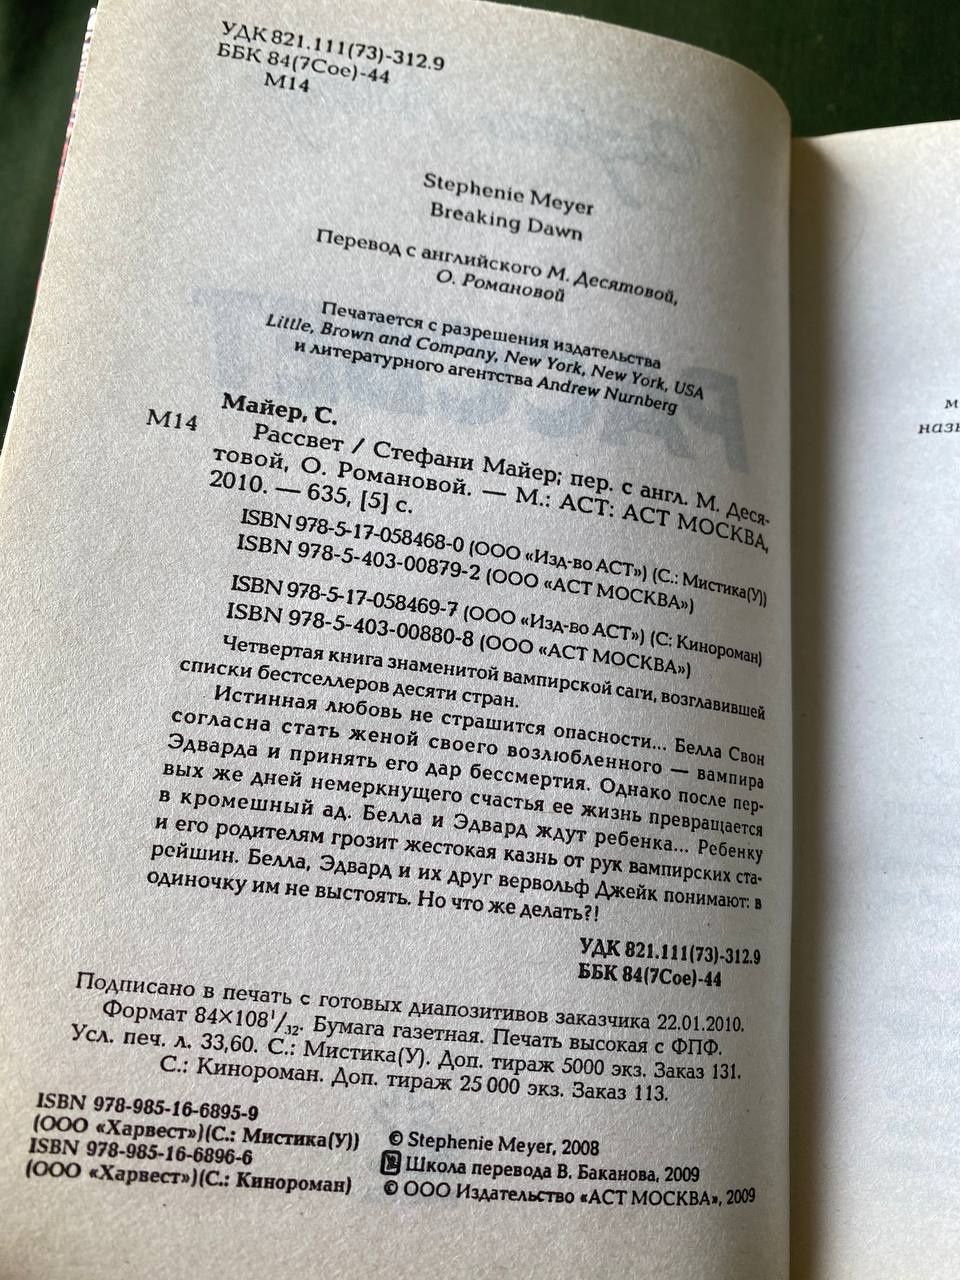 УДК 821.111(73)-312.9
ББК 84(7Сое)-44
М14
Stephenie Meyer
Breaking Dawn
Перевод с английского М. Десятовой,
О. Романовой
Печатается с разрешения издательства
Little, Brown and Company, New York, New York, USA
и литературного агентства Andrew Nurnberg
Майер, С.
М14 Рассвет / Стефани Майер; пер. с англ. М. Деся-
товой, О. Романовой. — М.: АСТ: АСТ МОСКВА,
2010. — 635, [5] с.
ISBN 978-5-17-058468-0 (ООО «Изд-во АСТ») (С.: Мистика(У))
ISBN 978-5-403-00879-2 (ООО «АСТ МОСКВА»)
ISBN 978-5-17-058469-7 (ООО «Изд-во АСТ») (С: Кинороман)
ISBN 978-5-403-00880-8 (ООО «АСТ МОСКВА»)
Четвертая книга знаменитой вампирской саги, возглавившей
списки бестселлеров десяти стран.
Истинная любовь не страшится опасности... Белла Свон
согласна стать женой своего возлюбленного — вампира
Эдварда и принять его дар бессмертия. Однако после пер-
вых же дней немеркнущего счастья ее жизнь превращается
в кромешный ад. Белла и Эдвард ждут ребенка... Ребенку
и его родителям грозит жестокая казнь от рук вампирских ста-
рейшин. Белла, Эдвард и их друг вервольф Джейк понимают: в
одиночку им не выстоять. Но что же делать?!
УДК 821.111(73)-312.9
ББК 84(7Сое)-44
Подписано в печать с готовых диапозитивов заказчика 22.01.2010.
Формат 84×108¹/₃₂. Бумага газетная. Печать высокая с ФПФ.
Усл. печ. л. 33,60. С.: Мистика(У). Доп. тираж 5000 экз. Заказ 131.
С.: Кинороман. Доп. тираж 25 000 экз. Заказ 113.
ISBN 978-985-16-6895-9
(ООО «Харвест»)(С.: Мистика(У))
ISBN 978-985-16-6896-6
(ООО «Харвест»)(С.: Кинороман)
© Stephenie Meyer, 2008
Школа перевода В. Баканова, 2009
© ООО Издательство «АСТ МОСКВА», 2009